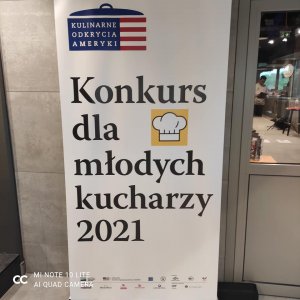 KULINARNE
ODKRYCIA
AMERYKI
Konkurs
dla
młodych
kucharzy
2021
MI NOTE 10 LITE
AI QUAD CAMERA